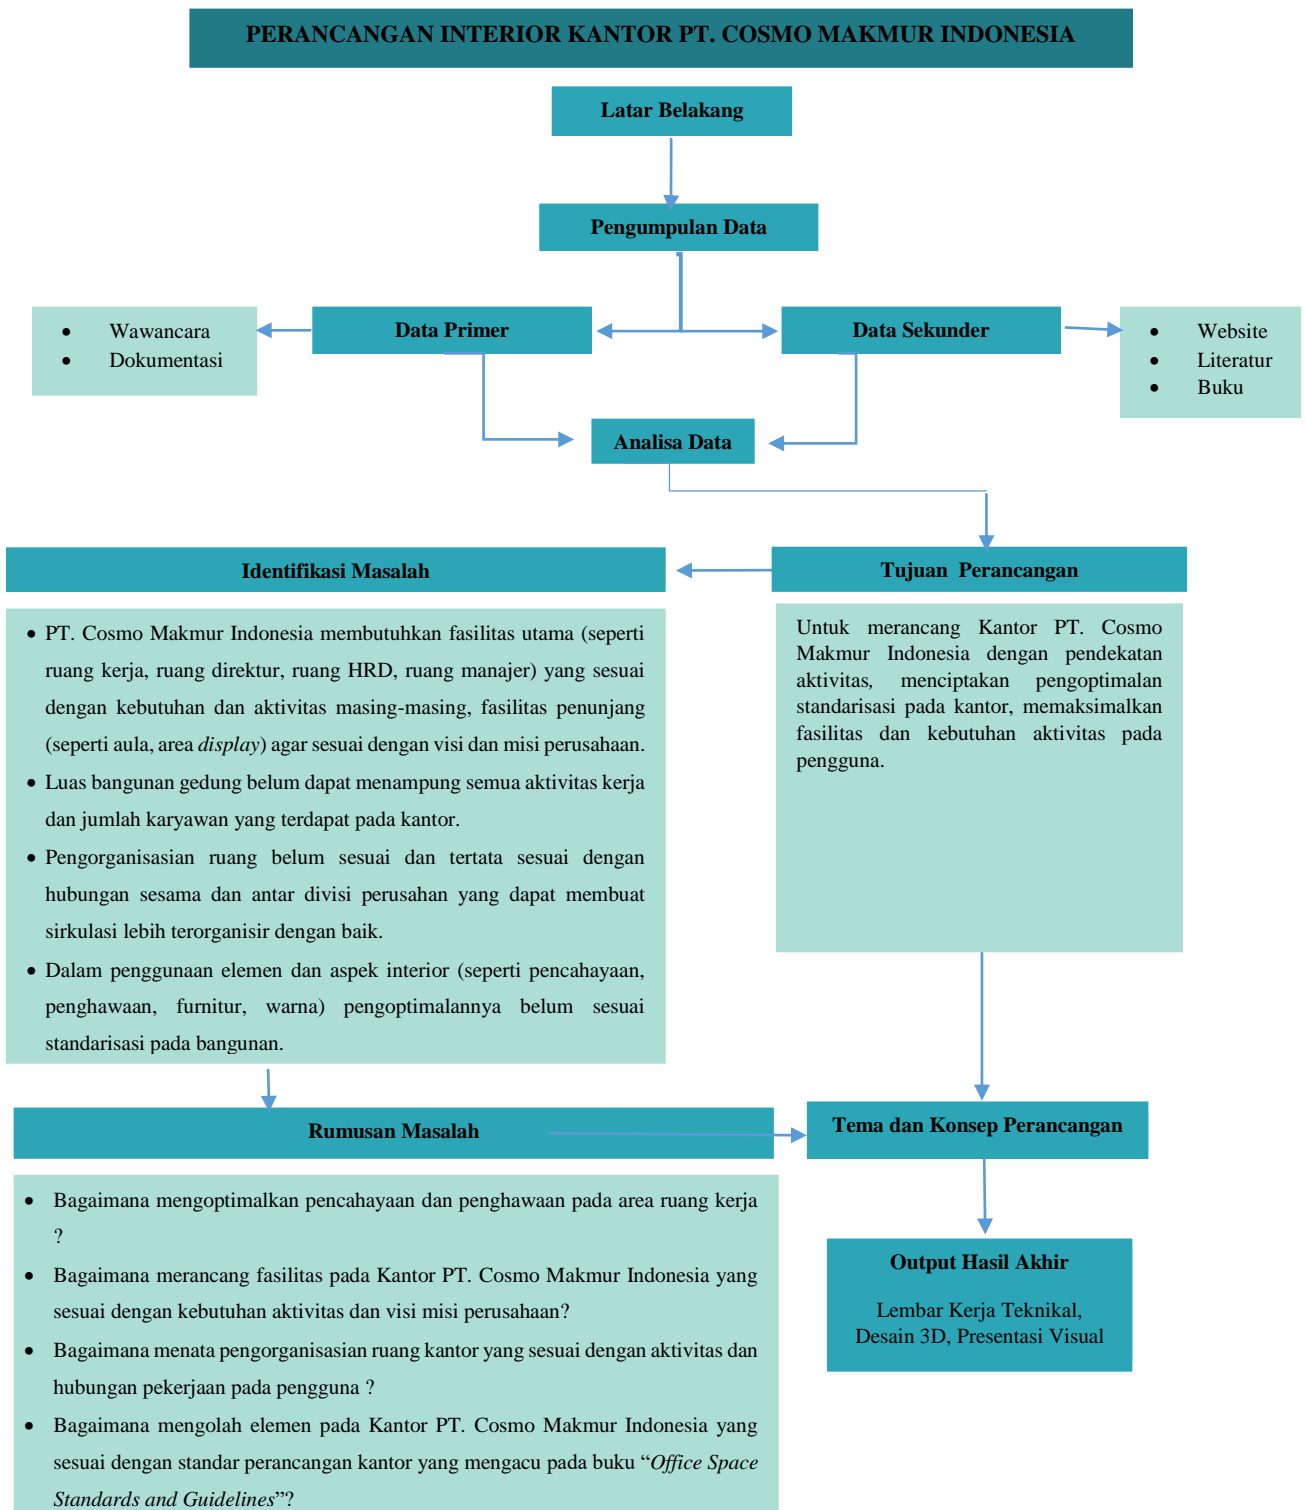 PERANCANGAN INTERIOR KANTOR PT. COSMO MAKMUR INDONESIA
Latar Belakang
Pengumpulan Data
• Wawancara
• Dokumentasi
Data Primer
Data Sekunder
• Website
• Literatur
• Buku
Analisa Data
Identifikasi Masalah
• PT. Cosmo Makmur Indonesia membutuhkan fasilitas utama (seperti
ruang kerja, ruang direktur, ruang HRD, ruang manajer) yang sesuai
dengan kebutuhan dan aktivitas masing-masing, fasilitas penunjang
(seperti aula, area display) agar sesuai dengan visi dan misi perusahaan.
• Luas bangunan gedung belum dapat menampung semua aktivitas kerja
dan jumlah karyawan yang terdapat pada kantor.
• Pengorganisasian ruang belum sesuai dan tertata sesuai dengan
hubungan sesama dan antar divisi perusahan yang dapat membuat
sirkulasi lebih terorganisir dengan baik.
• Dalam penggunaan elemen dan aspek interior (seperti pencahayaan,
penghawaan, furnitur, warna) pengoptimalannya belum sesuai
standarisasi pada bangunan.
Tujuan  Perancangan
Untuk merancang Kantor PT. Cosmo
Makmur Indonesia dengan pendekatan
aktivitas, menciptakan pengoptimalan
standarisasi pada kantor, memaksimalkan
fasilitas dan kebutuhan aktivitas pada
pengguna.
Rumusan Masalah
• Bagaimana mengoptimalkan pencahayaan dan penghawaan pada area ruang kerja
?
• Bagaimana merancang fasilitas pada Kantor PT. Cosmo Makmur Indonesia yang
sesuai dengan kebutuhan aktivitas dan visi misi perusahaan?
• Bagaimana menata pengorganisasian ruang kantor yang sesuai dengan aktivitas dan
hubungan pekerjaan pada pengguna ?
• Bagaimana mengolah elemen pada Kantor PT. Cosmo Makmur Indonesia yang
sesuai dengan standar perancangan kantor yang mengacu pada buku “Office Space
Standards and Guidelines”?
Tema dan Konsep Perancangan
Output Hasil Akhir
Lembar Kerja Teknikal,
Desain 3D, Presentasi Visual